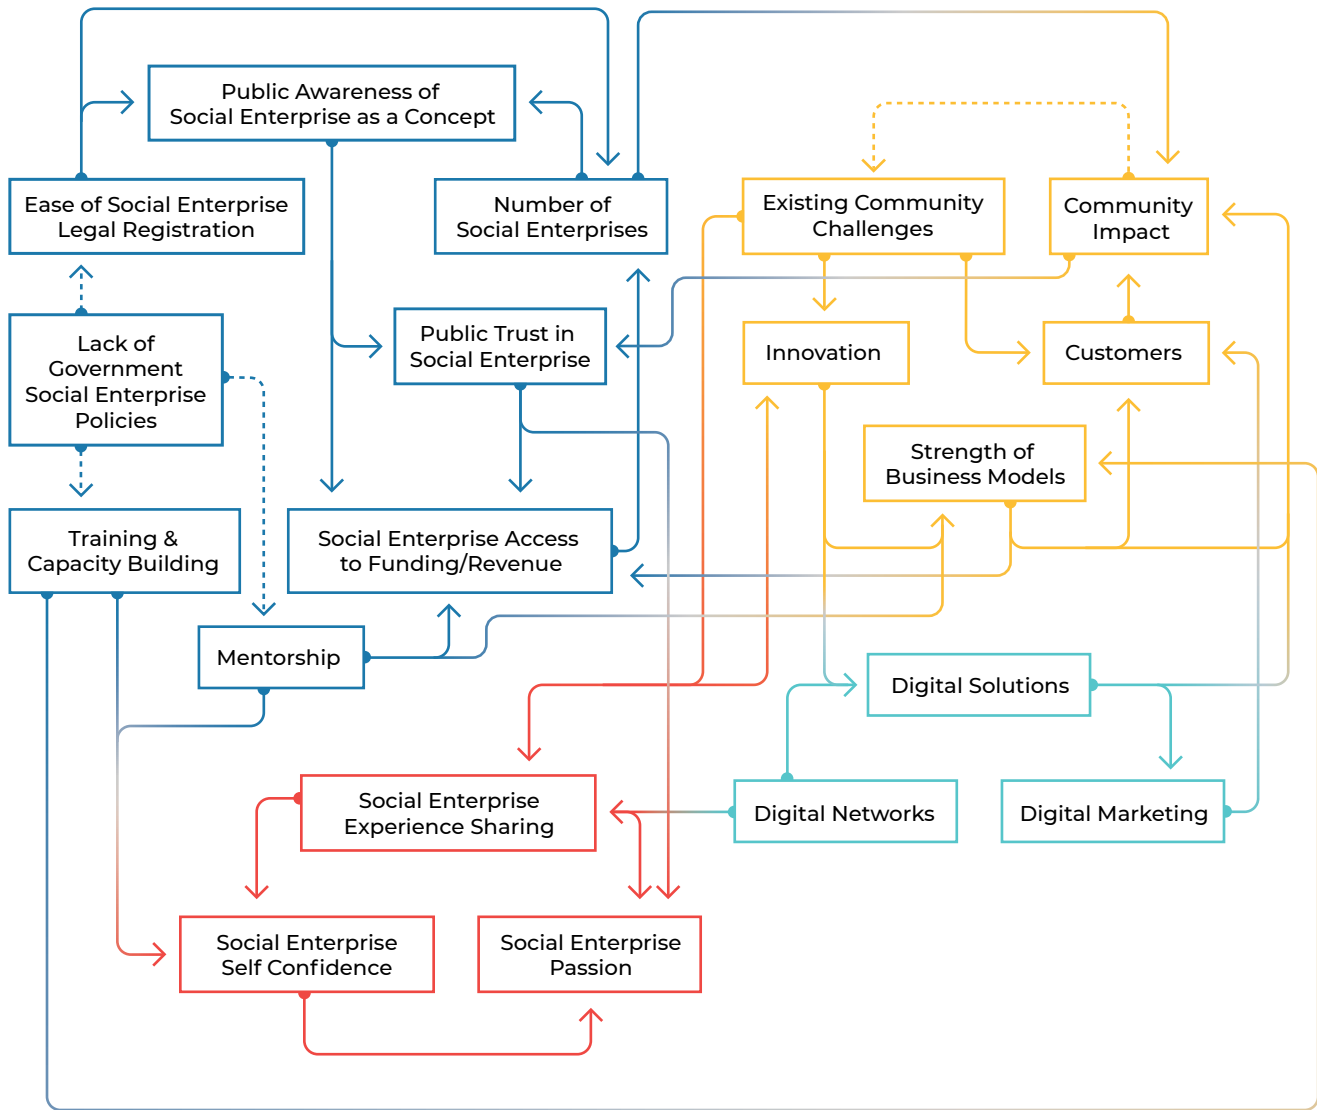 Public Awareness of
Social Enterprise as a Concept
Ease of Social Enterprise
Legal Registration
Number of
Social Enterprises
Existing Community
Challenges
Community
Impact
Lack of
Government
Social Enterprise
Policies
Public Trust in
Social Enterprise
Innovation
Customers
Strength of
Business Models
Training &
Capacity Building
Social Enterprise Access
to Funding/Revenue
Mentorship
Digital Solutions
Social Enterprise
Experience Sharing
Digital Networks
Digital Marketing
Social Enterprise
Self Confidence
Social Enterprise
Passion